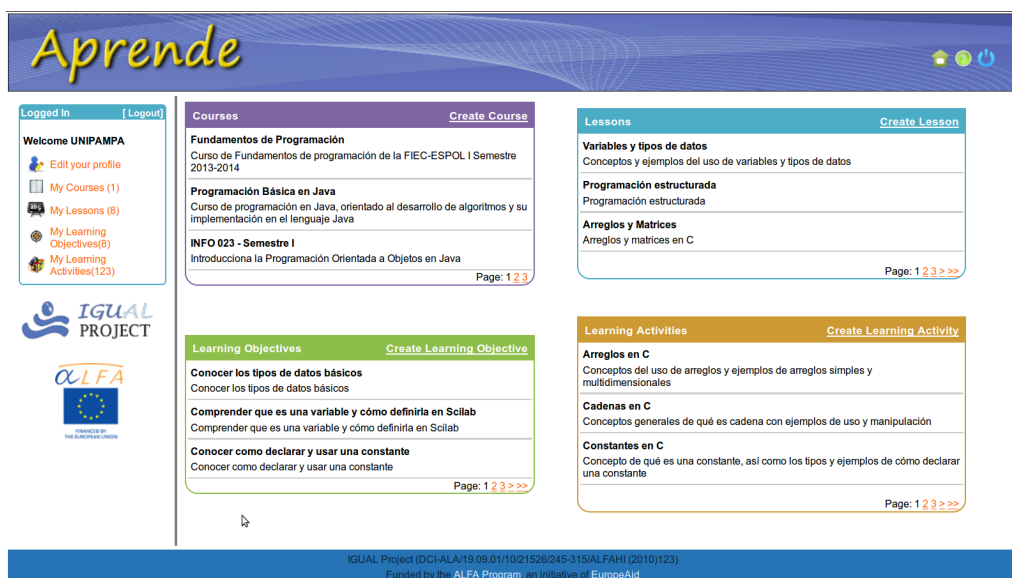 Aprende
Logged In [ Logout]
Welcome UNIPAMPA
Edit your profile
My Courses (1)
My Lessons (8)
My Learning
Objectives(8)
My Learning
Activities(123)
IGUAL
PROJECT
αLFA
FINANCED BY
THE EUROPEAN UNION
Courses Create Course
Fundamentos de Programación
Curso de Fundamentos de programación de la FIEC-ESPOL I Semestre
2013-2014
Programación Básica en Java
Curso de programación en Java, orientado al desarrollo de algoritmos y su
implementación en el lenguaje Java
INFO 023 - Semestre I
Introducciona la Programación Orientada a Objetos en Java
Page: 1 2 3
Lessons Create Lesson
Variables y tipos de datos
Conceptos y ejemplos del uso de variables y tipos de datos
Programación estructurada
Programación estructurada
Arreglos y Matrices
Arreglos y matrices en C
Page: 1 2 3 > >>
Learning Objectives Create Learning Objective
Conocer los tipos de datos básicos
Conocer los tipos de datos básicos
Comprender que es una variable y cómo definirla en Scilab
Comprender que es una variable y cómo definirla en Scilab
Conocer como declarar y usar una constante
Conocer como declarar y usar una constante
Page: 1 2 3 > >>
Learning Activities Create Learning Activity
Arreglos en C
Conceptos del uso de arreglos y ejemplos de arreglos simples y
multidimensionales
Cadenas en C
Conceptos generales de qué es cadena con ejemplos de uso y manipulación
Constantes en C
Concepto de qué es una constante, así como los tipos y ejemplos de cómo declarar
una constante
Page: 1 2 3 > >>
IGUAL Project (DCI-ALA/19.09.01/10/21526/245-315/ALFAHI (2010)123)
Funded by the ALFA Program, an initiative of EuropeAid